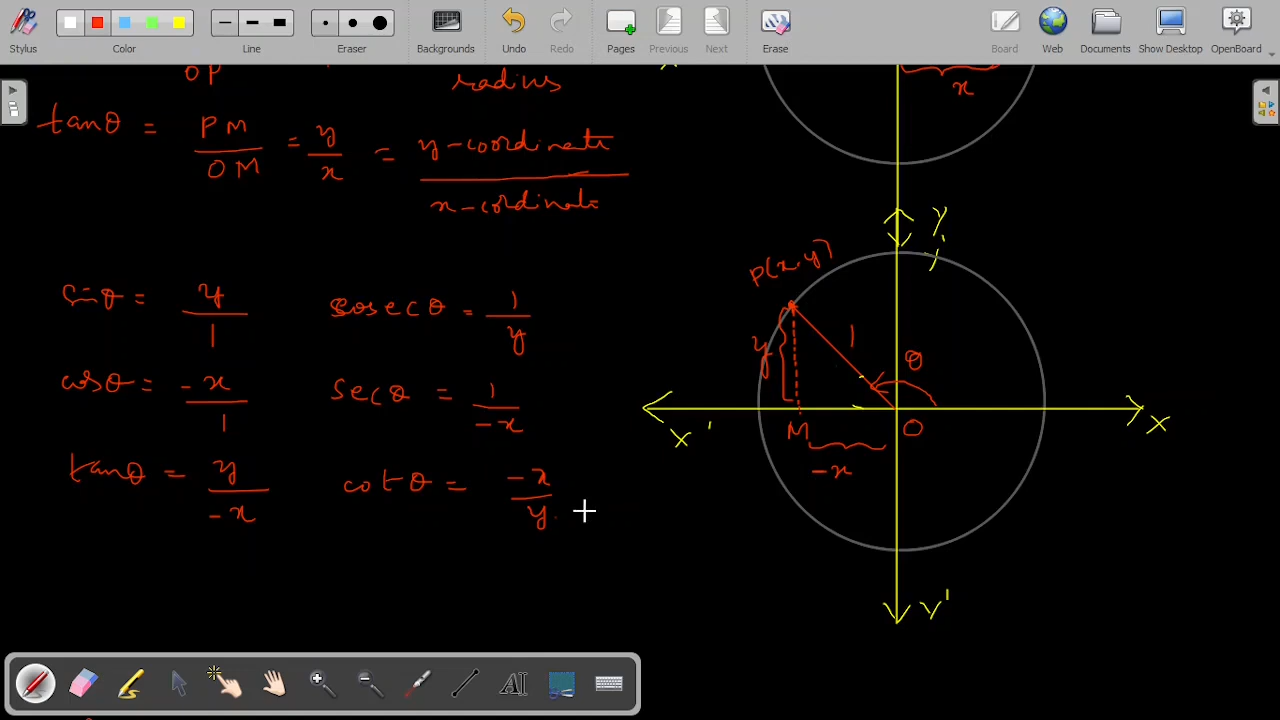 Stylus Color Line Eraser Backgrounds Undo Redo Pages Previous Next Erase Board Web Documents Show Desktop OpenBoard
OP
radius
x
tanθ = PM / OM = y / x = y-coordinate / x-cordinate
Y
y'
P(x, y)
sinθ = y / 1 cosecθ = 1 / y
y 1 θ
cosθ = -x / 1 secθ = 1 / -x
X' M O X
-x
tanθ = y / -x cotθ = -x / y
Y'